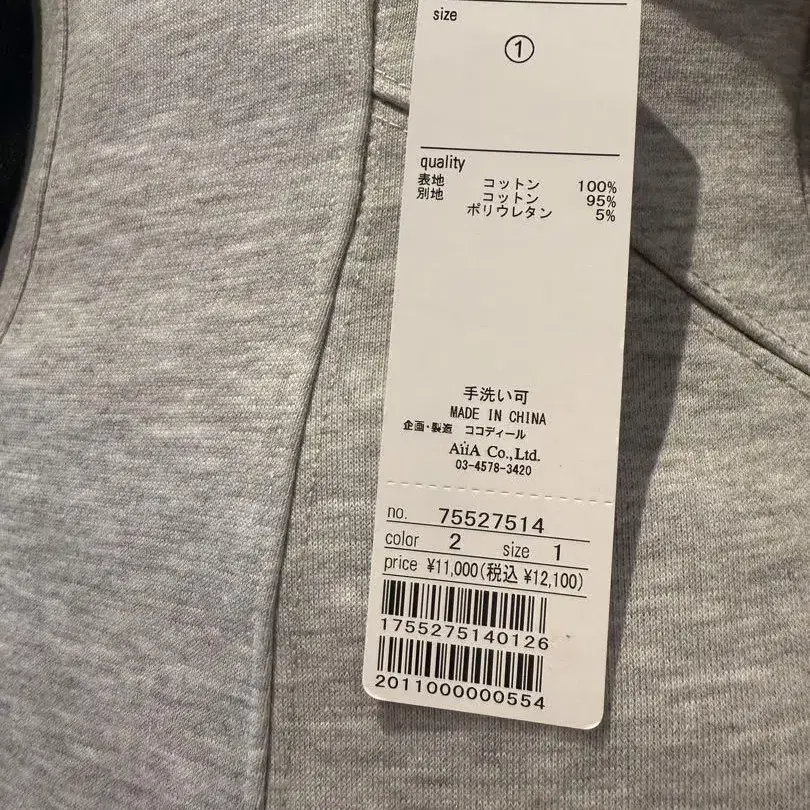 size
①
quality
表地 コットン 100%
別地 コットン 95%
ポリウレタン 5%
手洗い可
MADE IN CHINA
企画・製造 ココディール
AïiA Co.,Ltd.
03-4578-3420
no. 75527514
color 2 size 1
price ¥11,000(税込 ¥12,100)
1755275140126
2011000000554